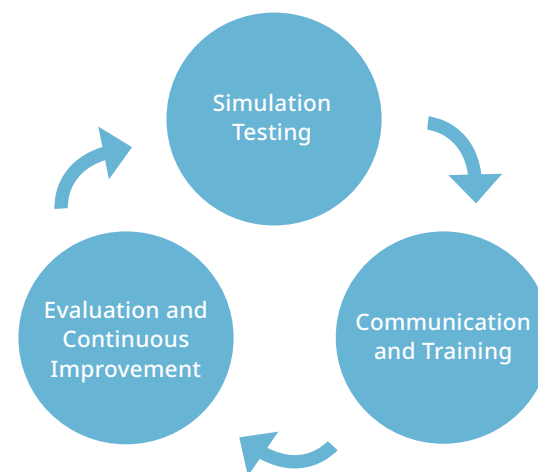 Simulation
Testing
Communication
and Training
Evaluation and
Continuous
Improvement